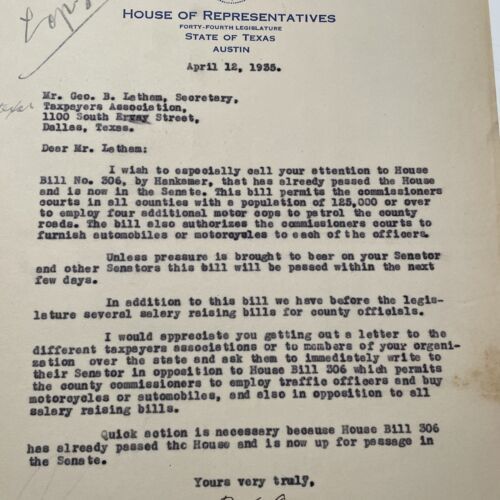 Copy
HOUSE OF REPRESENTATIVES
FORTY-FOURTH LEGISLATURE
STATE OF TEXAS
AUSTIN
April 12, 1935.
Mr. Geo. B. Latham, Secretary,
Taxpayers Association,
1100 South Ervay Street,
Dallas, Texas.
Dear Mr. Latham:
I wish to especially call your attention to House
Bill No. 306, by Hankamer, that has already passed the House
and is now in the Senate. This bill permits the commissioners
courts in all counties with a population of 125,000 or over
to employ four additional motor cops to patrol the county
roads. The bill also authorizes the commissioners courts to
furnish automobiles or motorcycles to each of the officers.
Unless pressure is brought to bear on your Senator
and other Senators this bill will be passed within the next
few days.
In addition to this bill we have before the legis-
lature several salary raising bills for county officials.
I would appreciate you getting out a letter to the
different taxpayers associations or to members of your organi-
zation over the state and ask them to immediately write to
their Senator in opposition to House Bill 306 which permits
the county commissioners to employ traffic officers and buy
motorcycles or automobiles, and also in opposition to all
salary raising bills.
Quick action is necessary because House Bill 306
has already passed the House and is now up for passage in
the Senate.
Yours very truly,